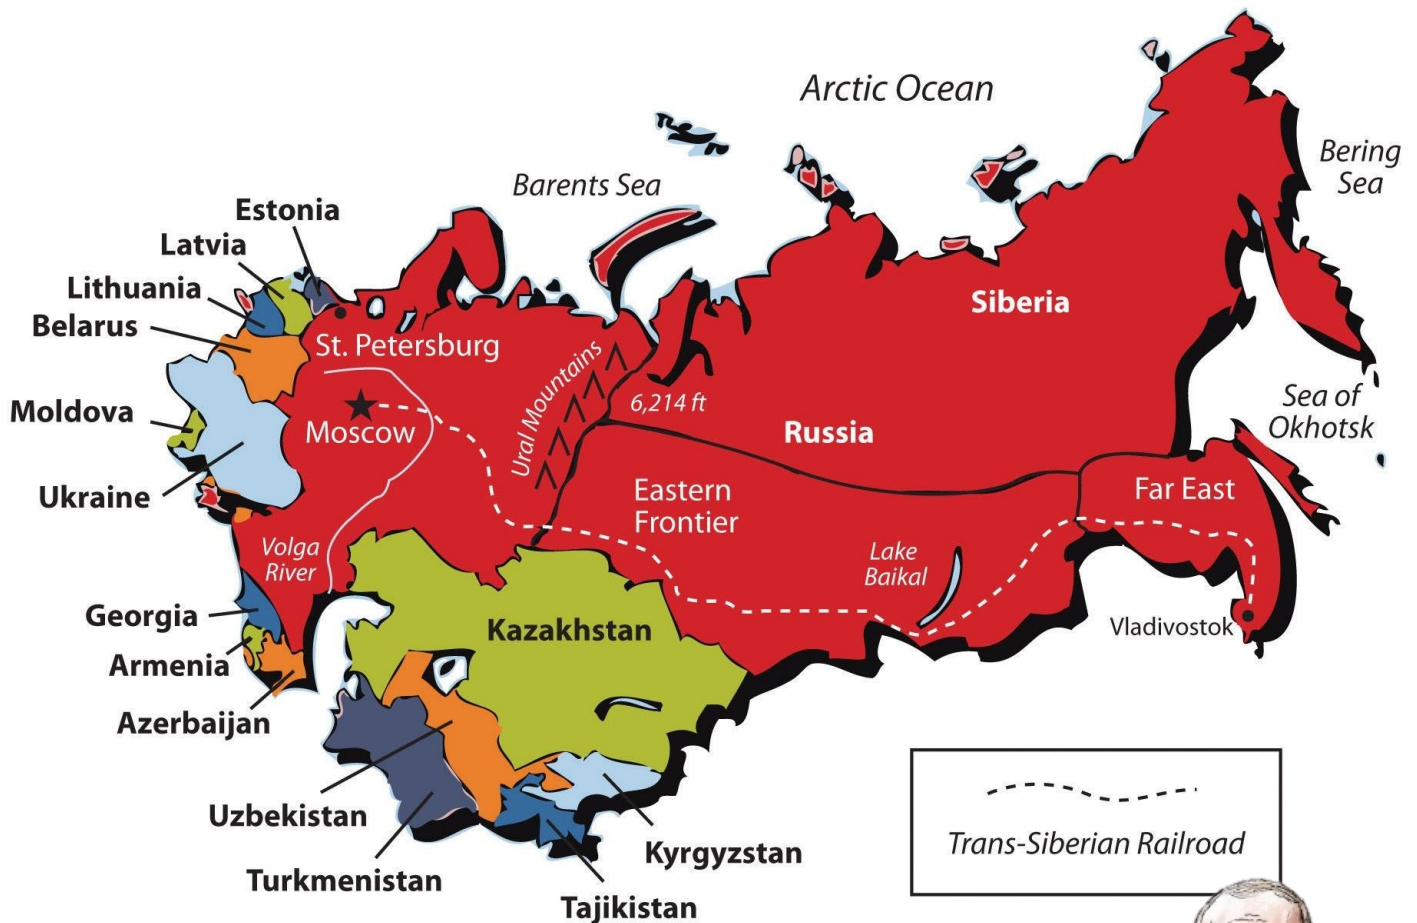 Arctic Ocean
Bering
Sea
Barents Sea
Estonia
Latvia
Lithuania
Belarus
Siberia
St. Petersburg
Ural Mountains
6,214 ft
Sea of
Okhotsk
Moldova
Moscow
Russia
Ukraine
Eastern
Frontier
Far East
Volga
River
Lake
Baikal
Georgia
Kazakhstan
Vladivostok
Armenia
Azerbaijan
Uzbekistan
Trans-Siberian Railroad
Kyrgyzstan
Turkmenistan
Tajikistan